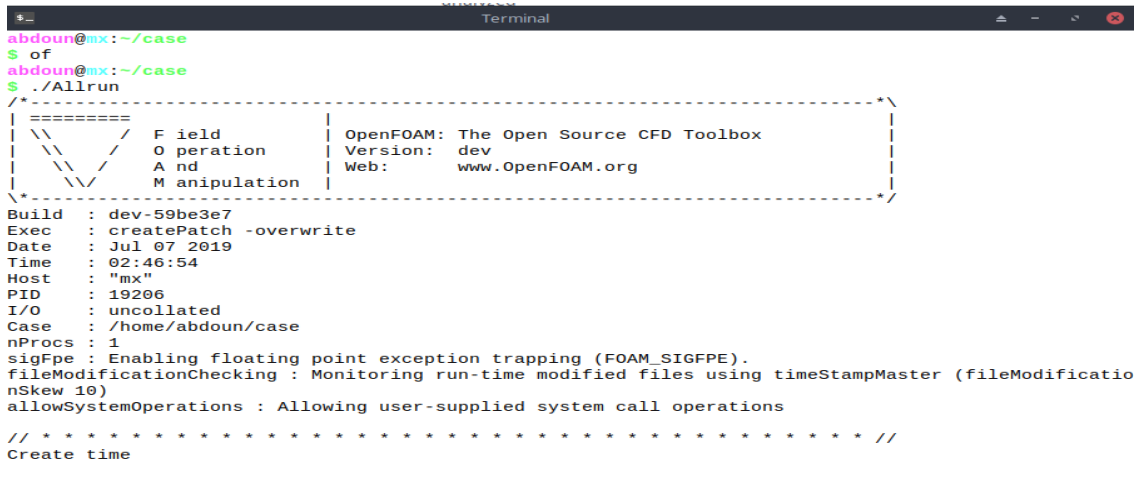 analyzed
Terminal
abdoun@mx:~/case
$ of
abdoun@mx:~/case
$ ./Allrun
/*---------------------------------------------------------------------------*\
| =========                 |                                                 |
| \\      /  F ield         | OpenFOAM: The Open Source CFD Toolbox           |
|  \\    /   O peration     | Version:  dev                                   |
|   \\  /    A nd           | Web:      www.OpenFOAM.org                      |
|    \\/     M anipulation  |                                                 |
\*---------------------------------------------------------------------------*/
Build  : dev-59be3e7
Exec   : createPatch -overwrite
Date   : Jul 07 2019
Time   : 02:46:54
Host   : "mx"
PID    : 19206
I/O    : uncollated
Case   : /home/abdoun/case
nProcs : 1
sigFpe : Enabling floating point exception trapping (FOAM_SIGFPE).
fileModificationChecking : Monitoring run-time modified files using timeStampMaster (fileModificatio
nSkew 10)
allowSystemOperations : Allowing user-supplied system call operations
// * * * * * * * * * * * * * * * * * * * * * * * * * * * * * * * * * * * * * //
Create time